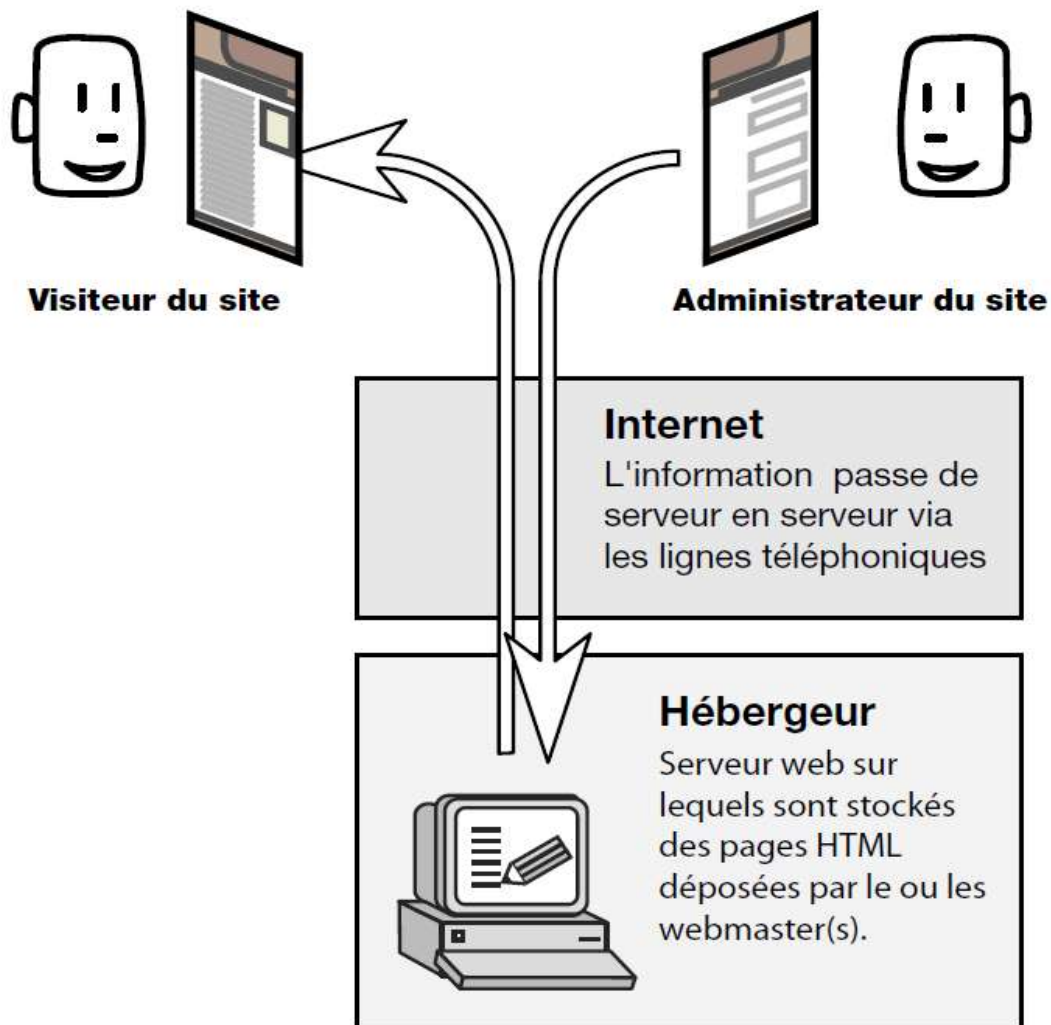 Visiteur du site
Administrateur du site
Internet
L'information passe de
serveur en serveur via
les lignes téléphoniques
Hébergeur
Serveur web sur
lequels sont stockés
des pages HTML
déposées par le ou les
webmaster(s).